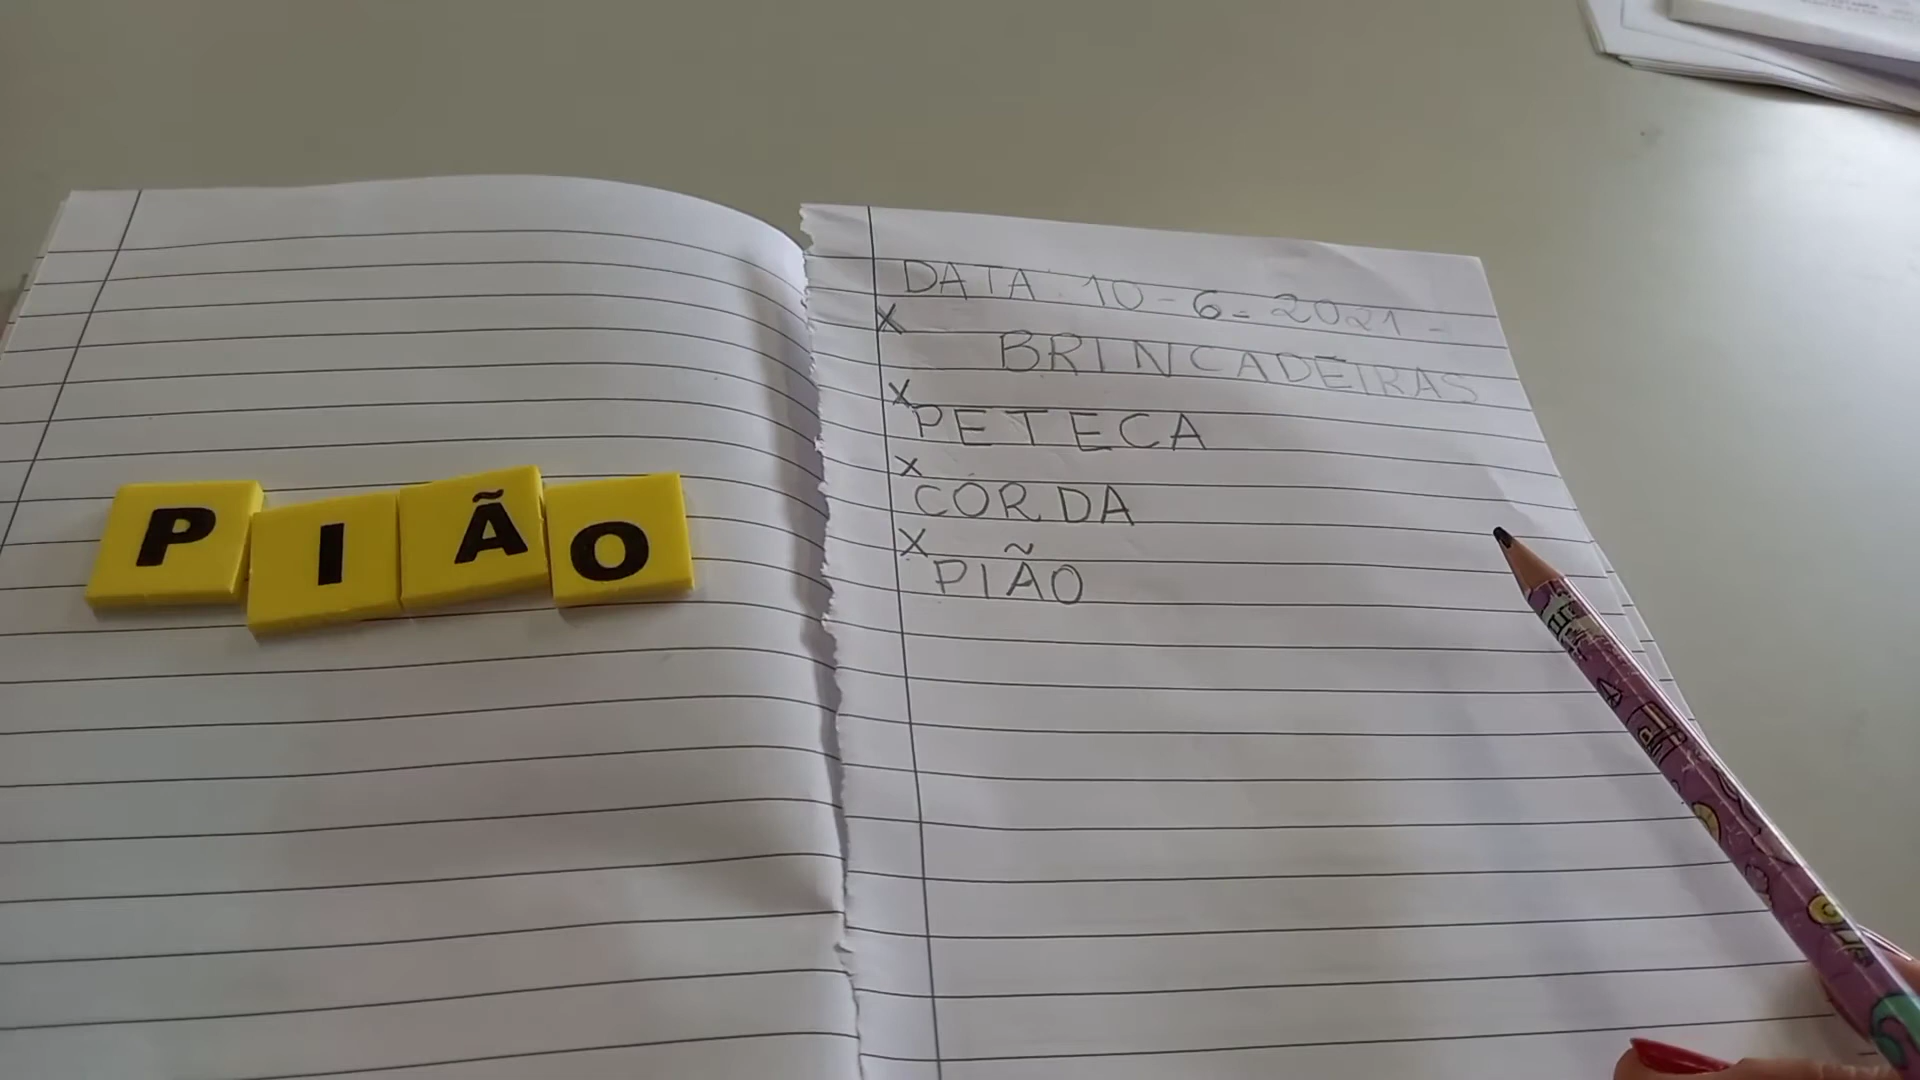 PIÃO
DATA 10-6-2021-
X
BRINCADEIRAS
X
PETECA
X
CORDA
X
PIÃO